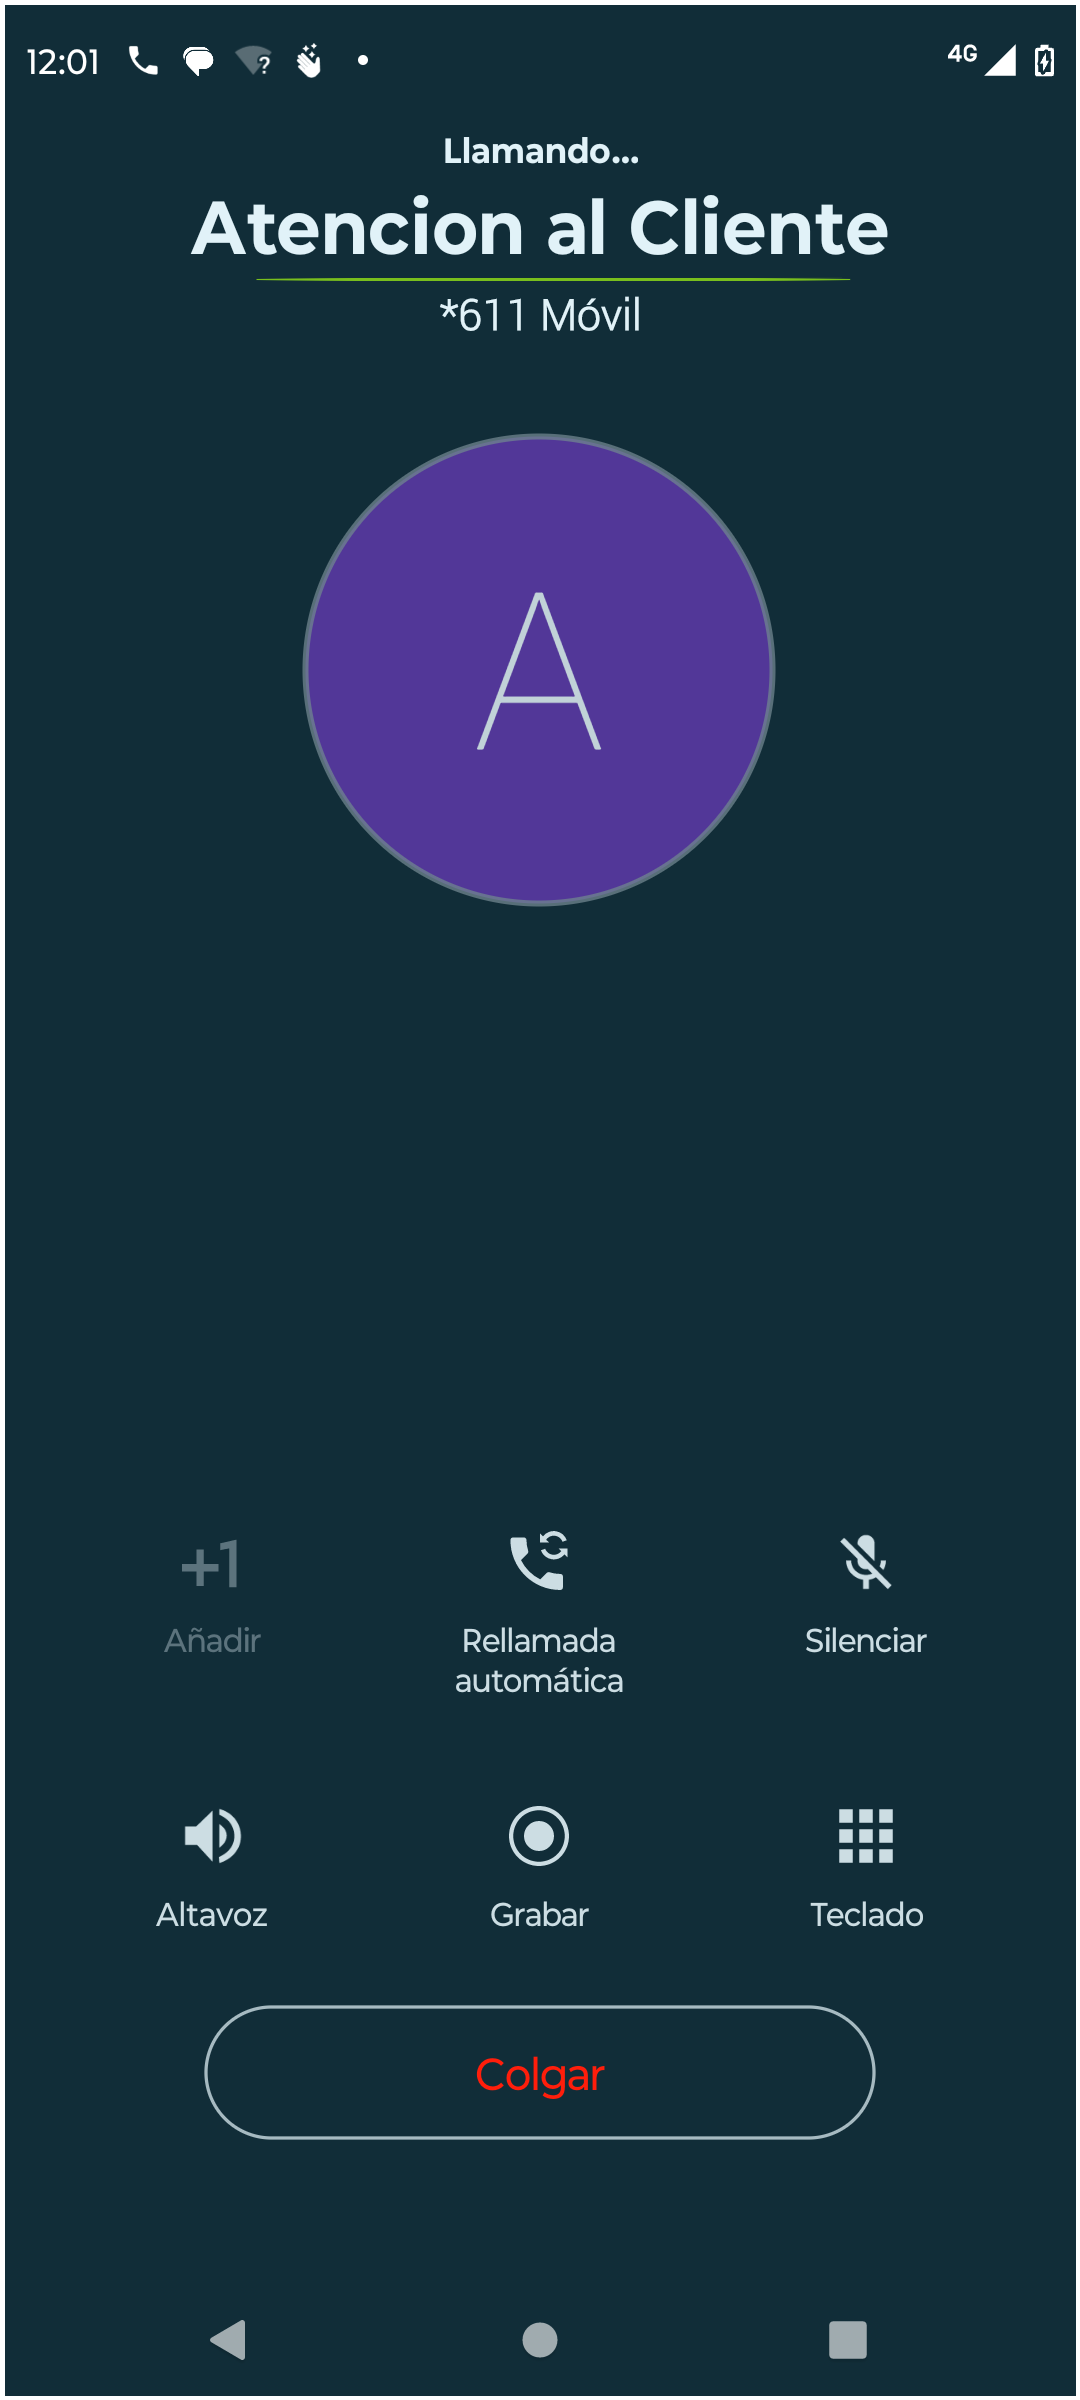 12:01
4G
Llamando...
Atencion al Cliente
*611 Móvil
A
+1
Añadir
Rellamada
automática
Silenciar
Altavoz
Grabar
Teclado
Colgar